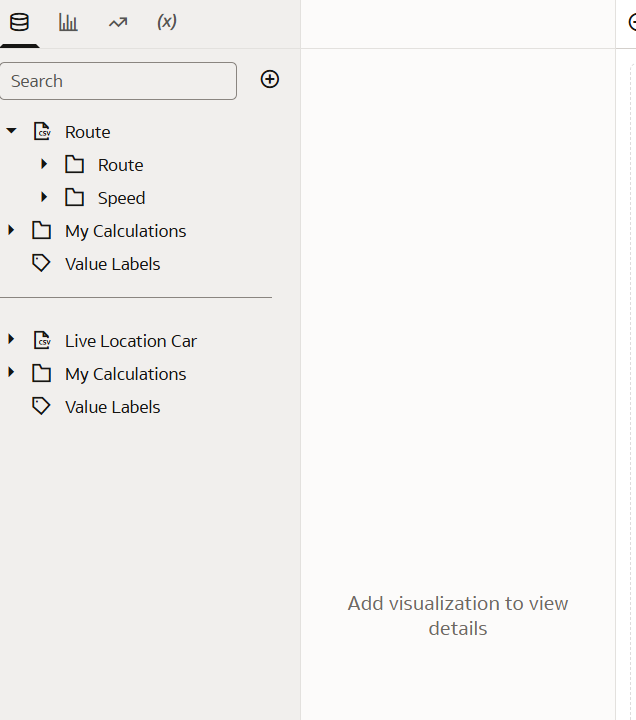 (x)
Search
CSV Route
Route
Speed
My Calculations
Value Labels
CSV Live Location Car
My Calculations
Value Labels
Add visualization to view
details